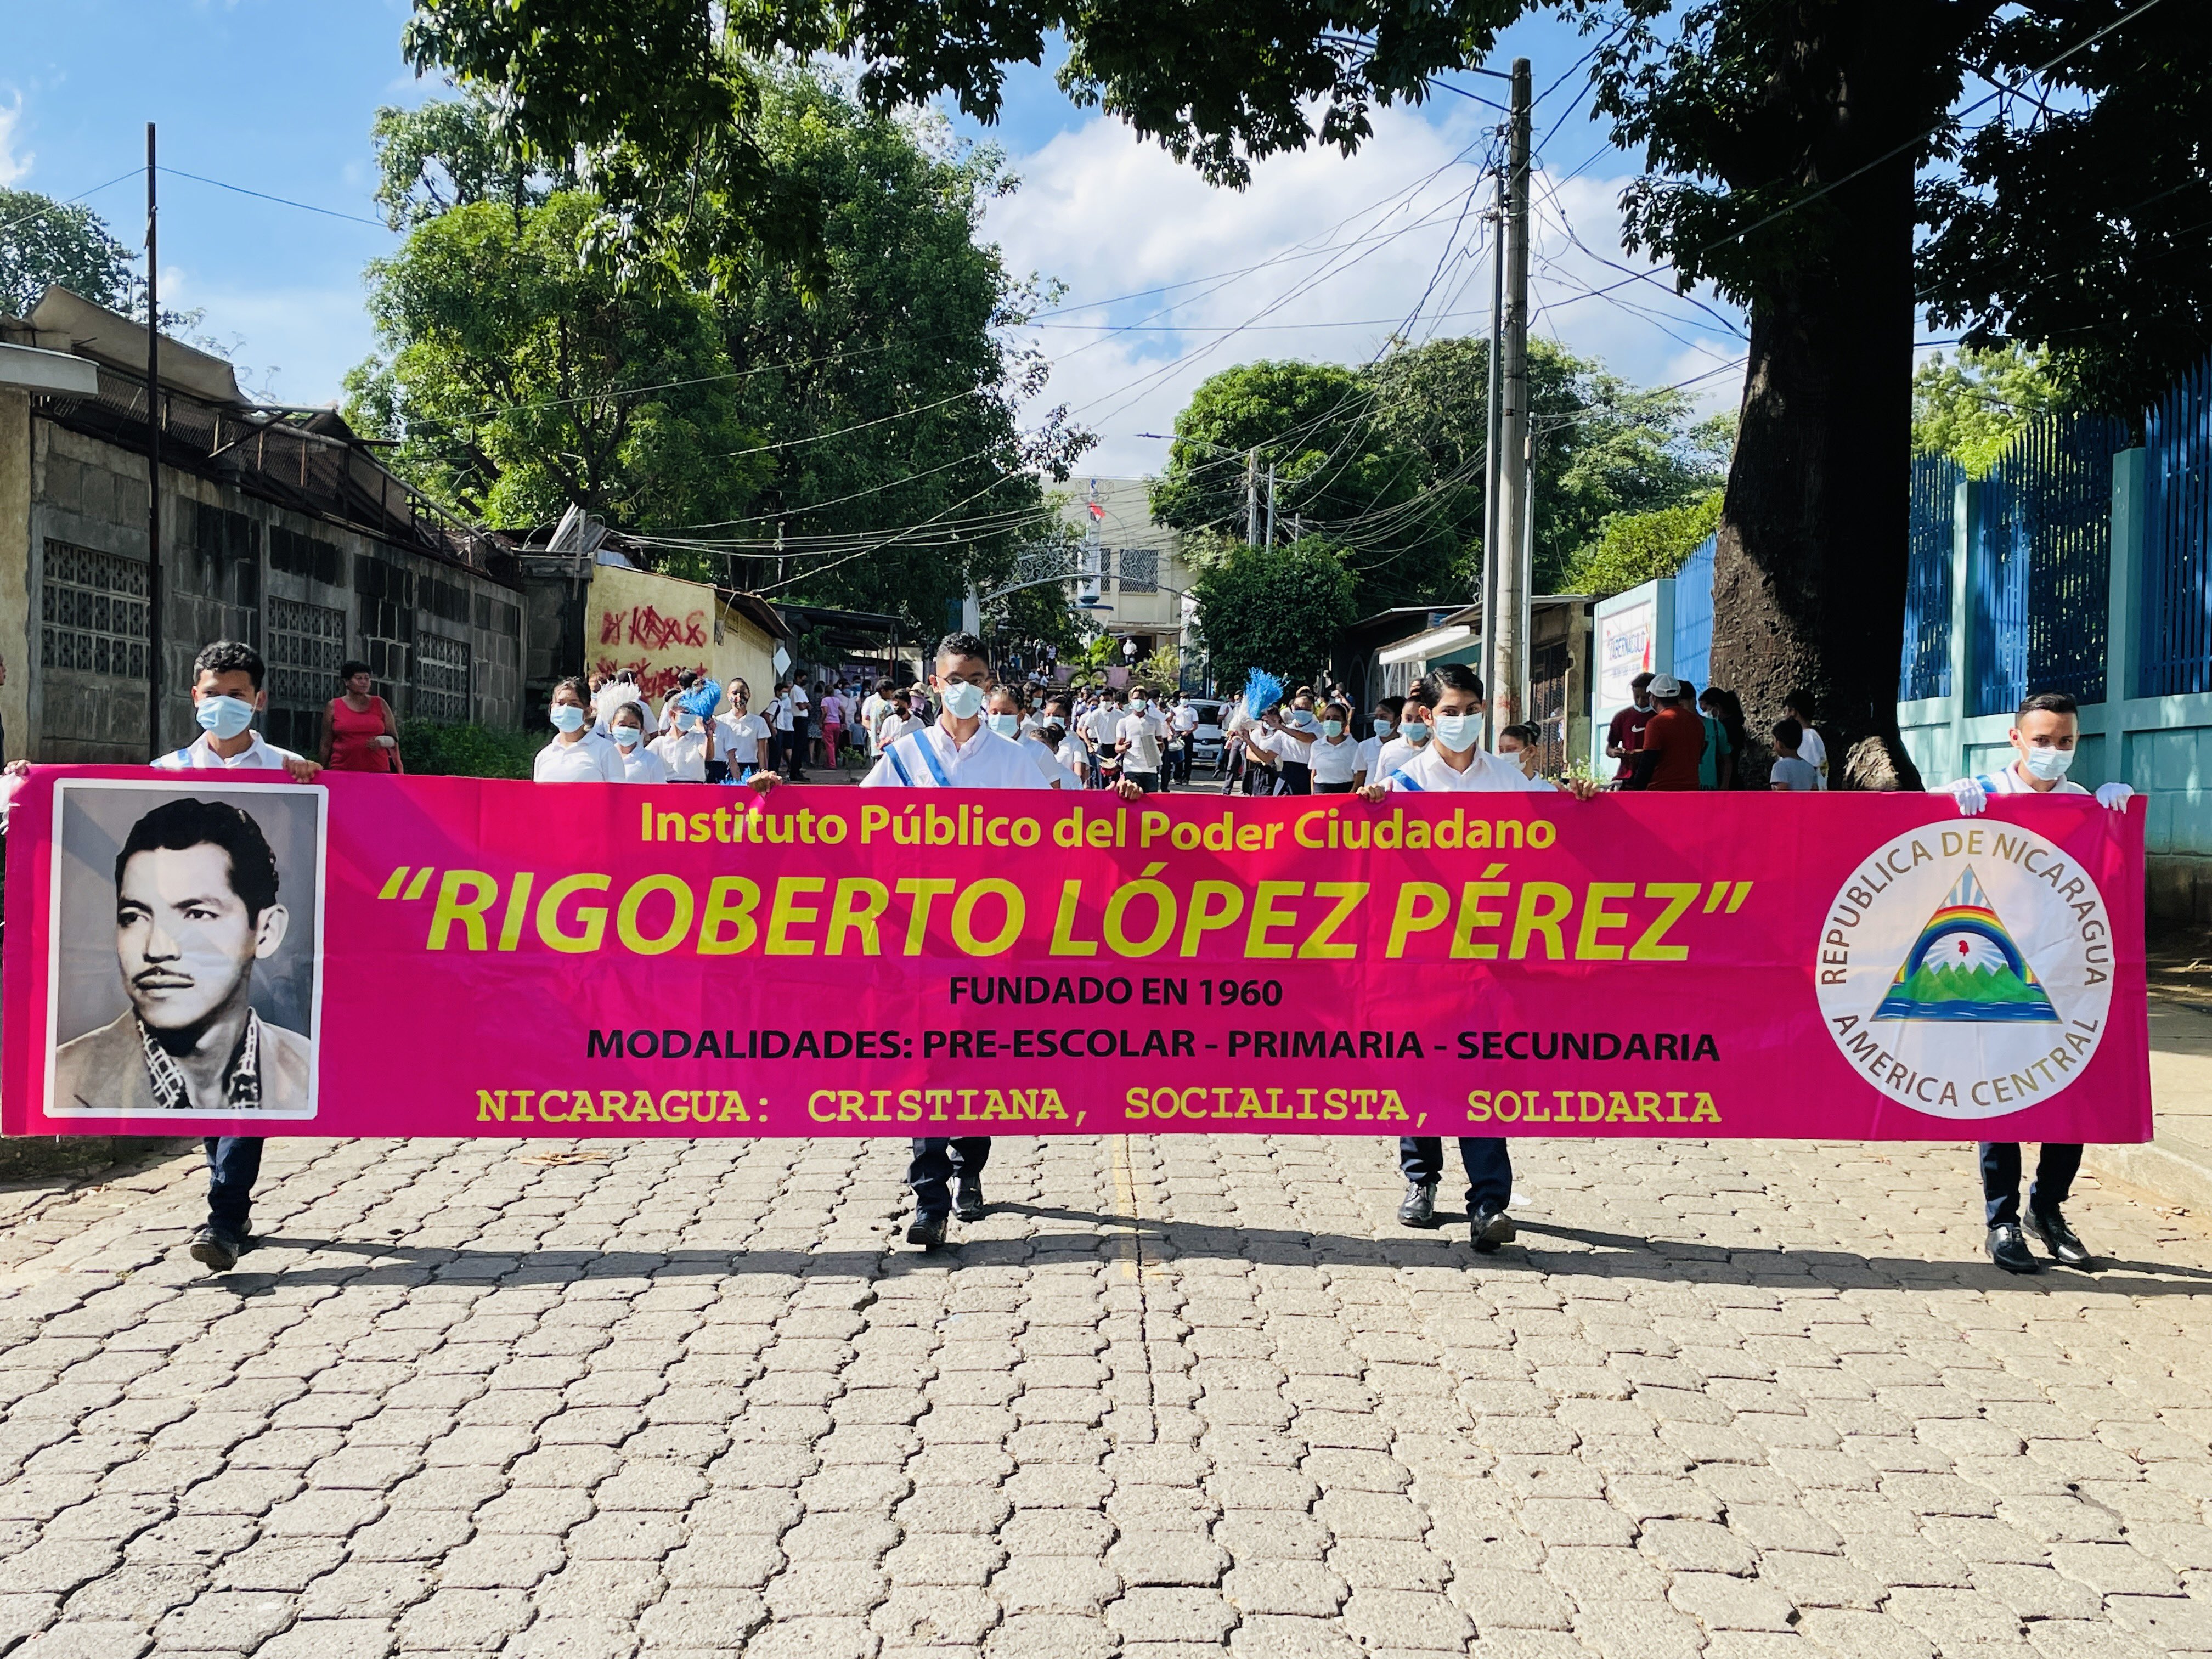 Instituto Público del Poder Ciudadano
“RIGOBERTO LÓPEZ PÉREZ”
FUNDADO EN 1960
MODALIDADES: PRE-ESCOLAR - PRIMARIA - SECUNDARIA
NICARAGUA: CRISTIANA, SOCIALISTA, SOLIDARIA
REPUBLICA DE NICARAGUA
AMERICA CENTRAL
TABERNACULO